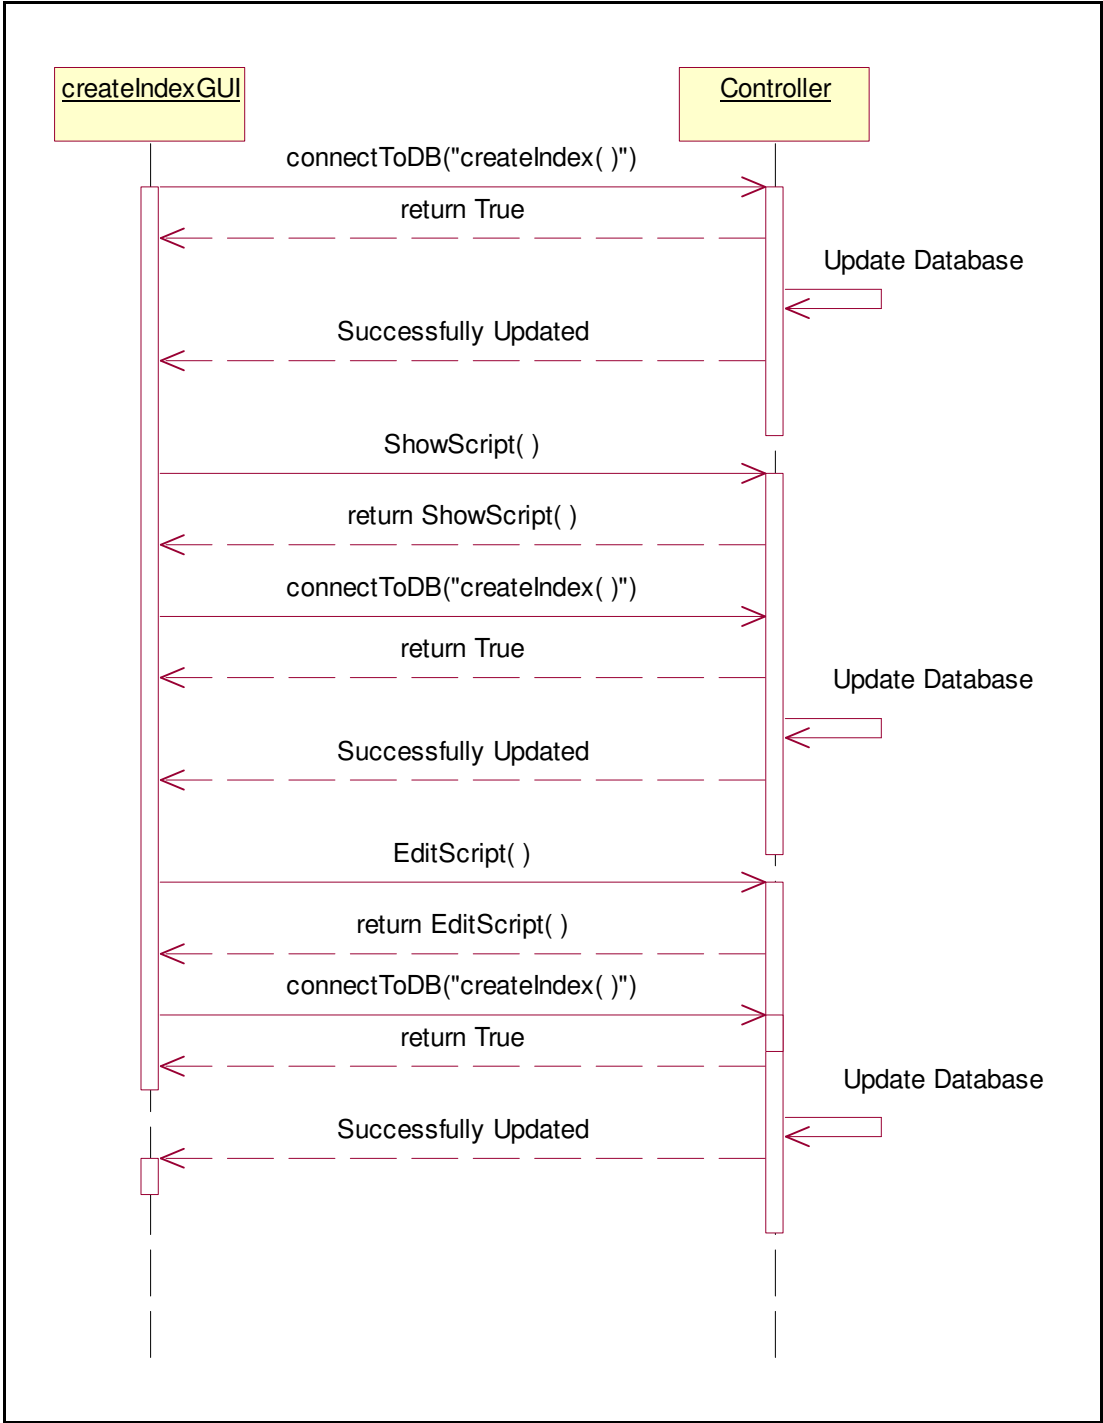 createIndexGUI
Controller
connectToDB("createIndex( )")
return True
Update Database
Successfully Updated
ShowScript( )
return ShowScript( )
connectToDB("createIndex( )")
return True
Update Database
Successfully Updated
EditScript( )
return EditScript( )
connectToDB("createIndex( )")
return True
Update Database
Successfully Updated